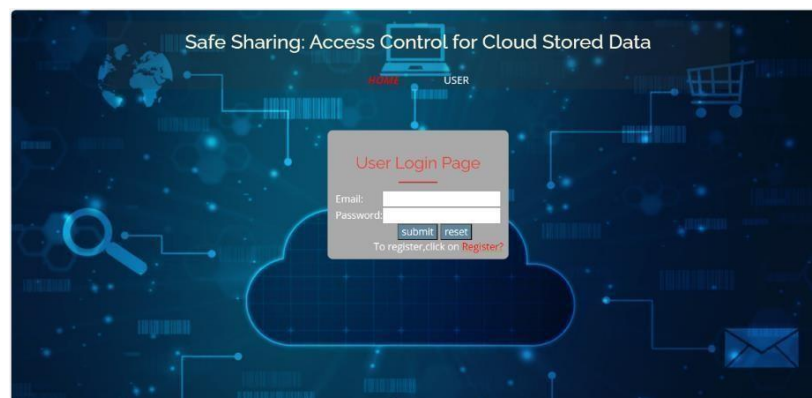 Safe Sharing: Access Control for Cloud Stored Data
HOME USER
User Login Page
Email:
Password:
submit reset
To register,click on Register?